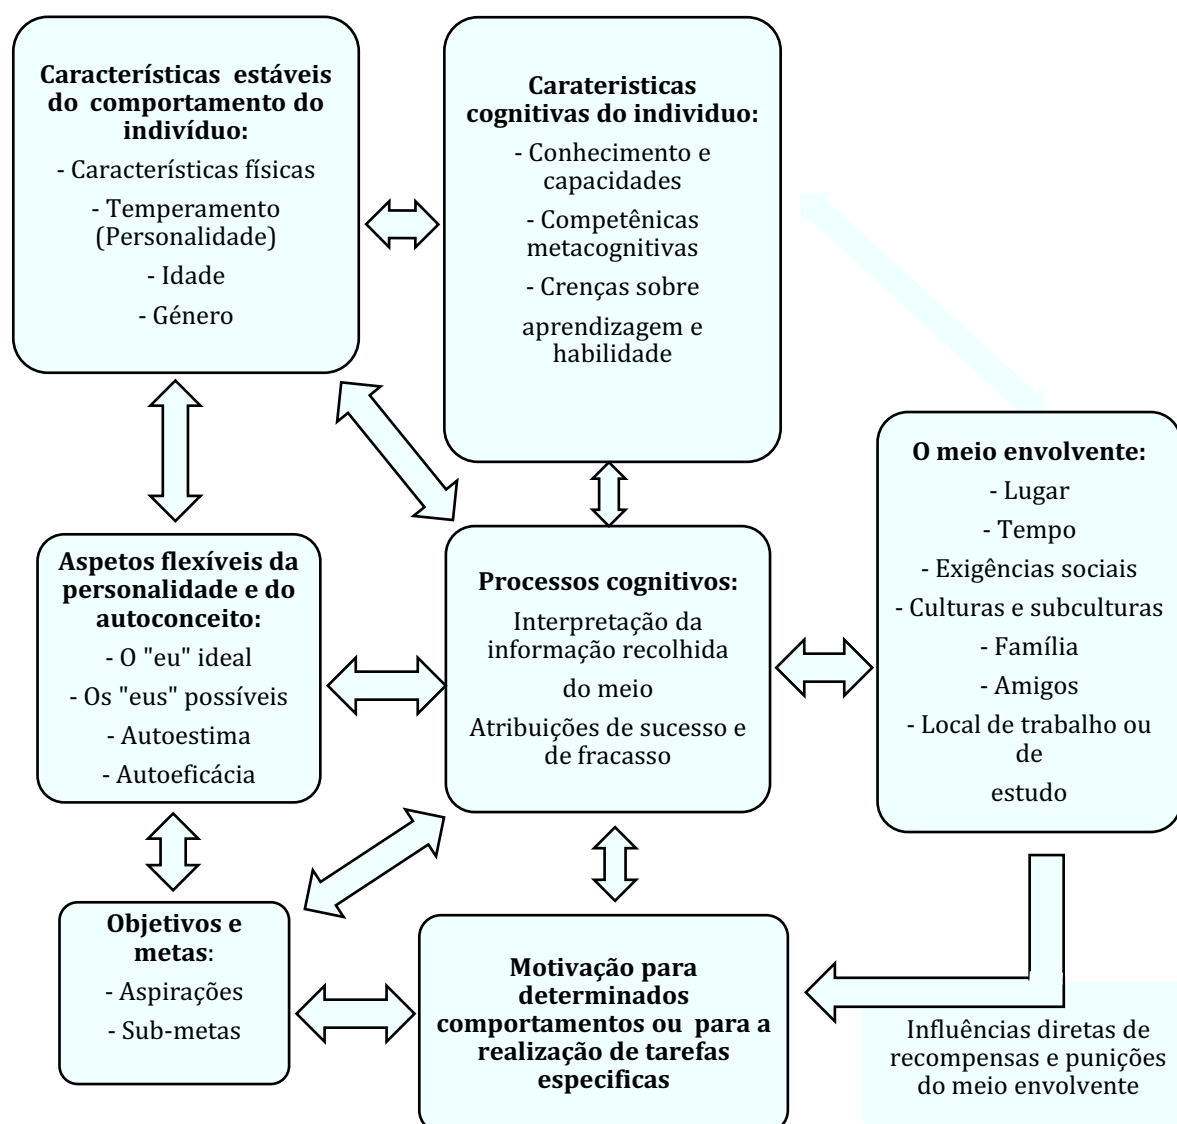 Características estáveis
do comportamento do
indivíduo:
- Características físicas
- Temperamento
(Personalidade)
- Idade
- Género
Carateristicas
cognitivas do individuo:
- Conhecimento e
capacidades
- Competênicas
metacognitivas
- Crenças sobre
aprendizagem e
habilidade
O meio envolvente:
- Lugar
- Tempo
- Exigências sociais
- Culturas e subculturas
- Família
- Amigos
- Local de trabalho ou
de
estudo
Aspetos flexíveis da
personalidade e do
autoconceito:
- O "eu" ideal
- Os "eus" possíveis
- Autoestima
- Autoeficácia
Processos cognitivos:
Interpretação da
informação recolhida
do meio
Atribuições de sucesso e
de fracasso
Objetivos e
metas:
- Aspirações
- Sub-metas
Motivação para
determinados
comportamentos ou para a
realização de tarefas
especificas
Influências diretas de
recompensas e punições
do meio envolvente